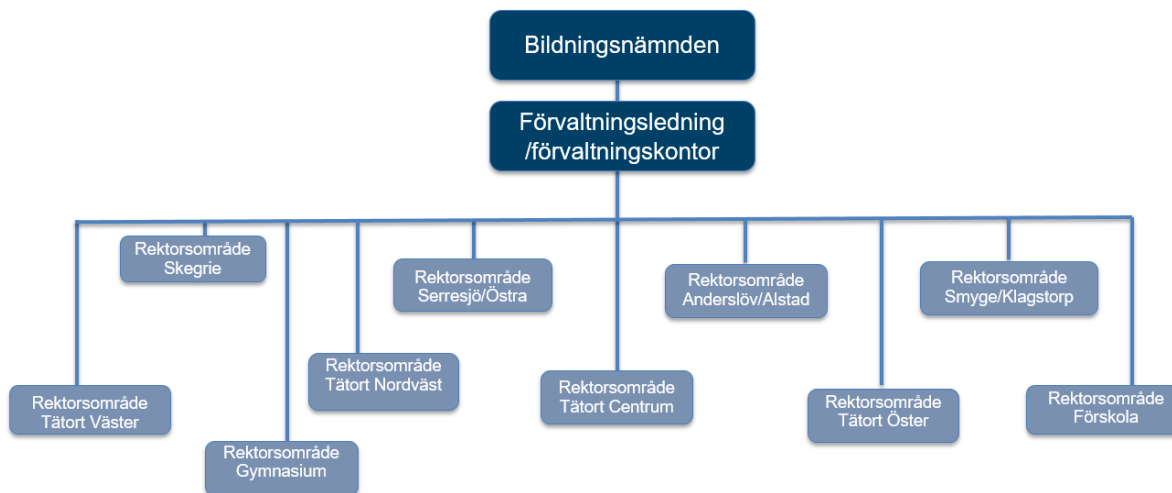 Bildningsnämnden
Förvaltningsledning
/förvaltningskontor
Rektorsområde
Skegrie
Rektorsområde
Serresjö/Östra
Rektorsområde
Anderslöv/Alstad
Rektorsområde
Smyge/Klagstorp
Rektorsområde
Tätort Nordväst
Rektorsområde
Tätort Väster
Rektorsområde
Tätort Centrum
Rektorsområde
Tätort Öster
Rektorsområde
Förskola
Rektorsområde
Gymnasium